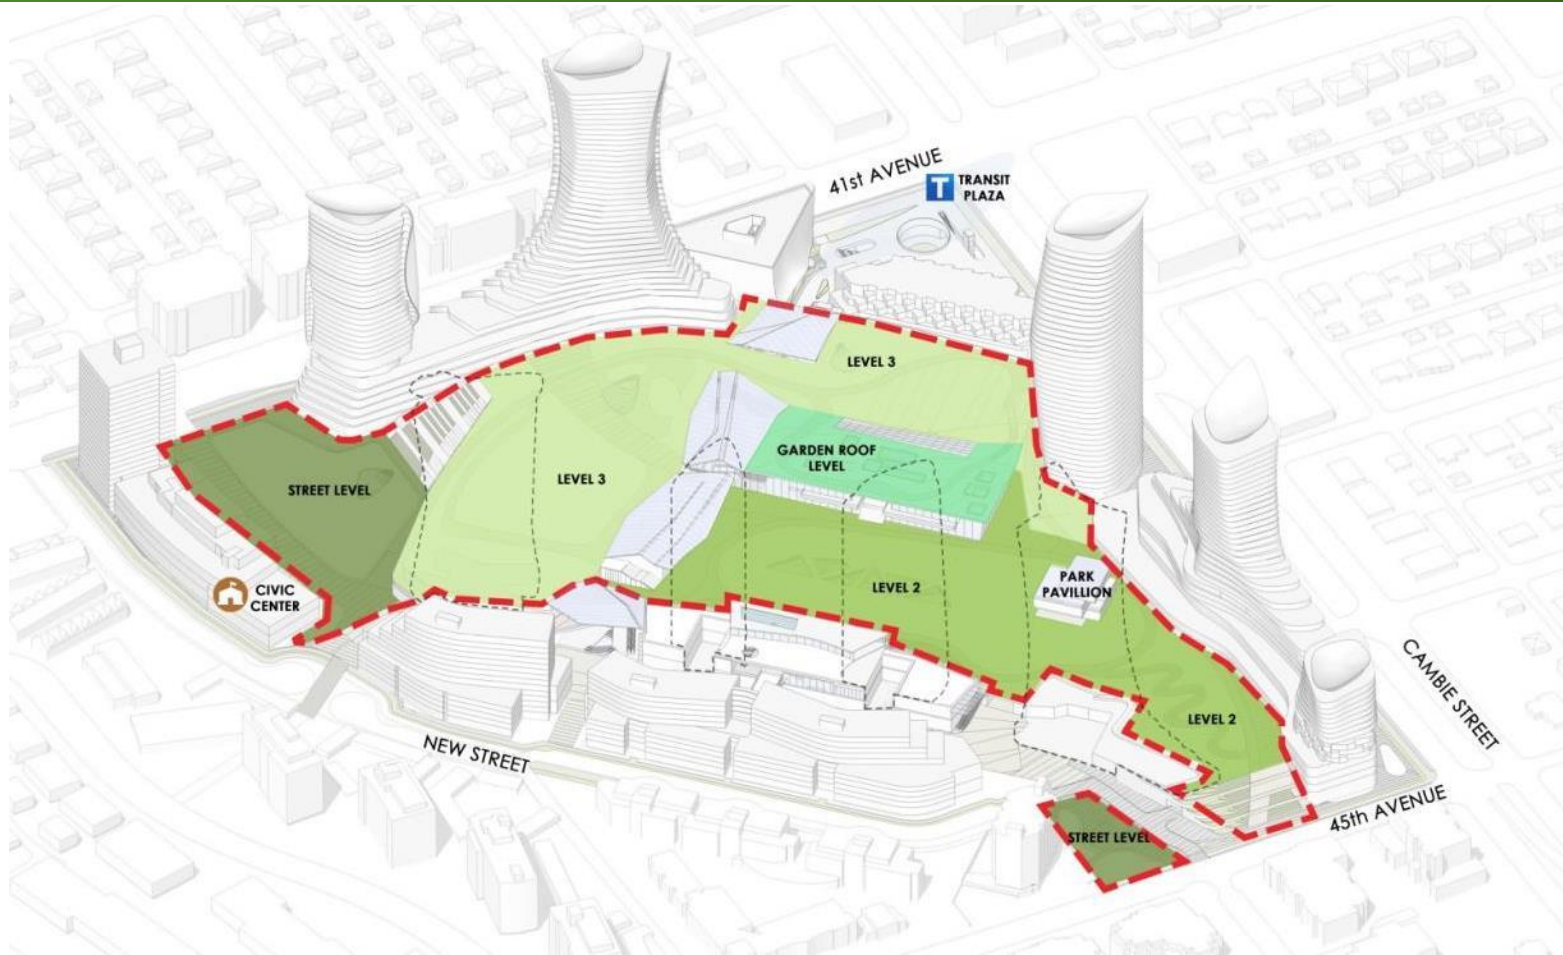 41st AVENUE
T
TRANSIT
PLAZA
LEVEL 3
GARDEN ROOF
LEVEL
LEVEL 3
STREET LEVEL
LEVEL 2
PARK
PAVILLION
CIVIC
CENTER
CAMBIE STREET
LEVEL 2
NEW STREET
45th AVENUE
STREET LEVEL